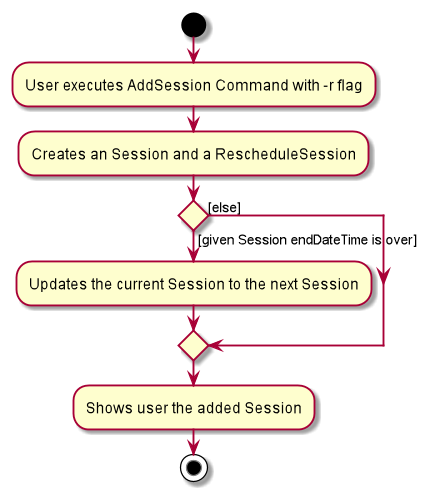 User executes AddSession Command with -r flag
Creates an Session and a RescheduleSession
[else]
[given Session endDateTime is over]
Updates the current Session to the next Session
Shows user the added Session